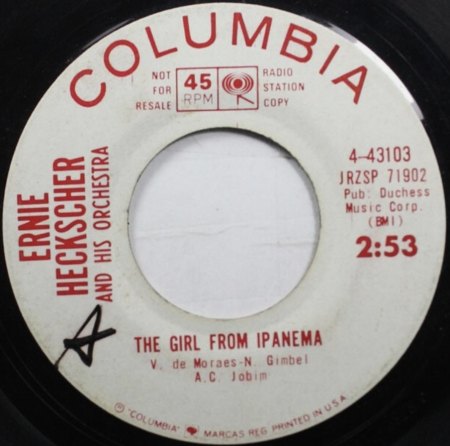 COLUMBIA
NOT FOR RESALE
45 RPM
RADIO STATION COPY
ERNIE HECKSCHER
AND HIS ORCHESTRA
4-43103
JRZSP 71902
Pub: Duchess
Music Corp.
(BMI)
2:53
A
THE GIRL FROM IPANEMA
V. de Moraes-N. Gimbel
A.C. Jobim
Ⓟ "COLUMBIA" MARCAS REG. PRINTED IN U.S.A.